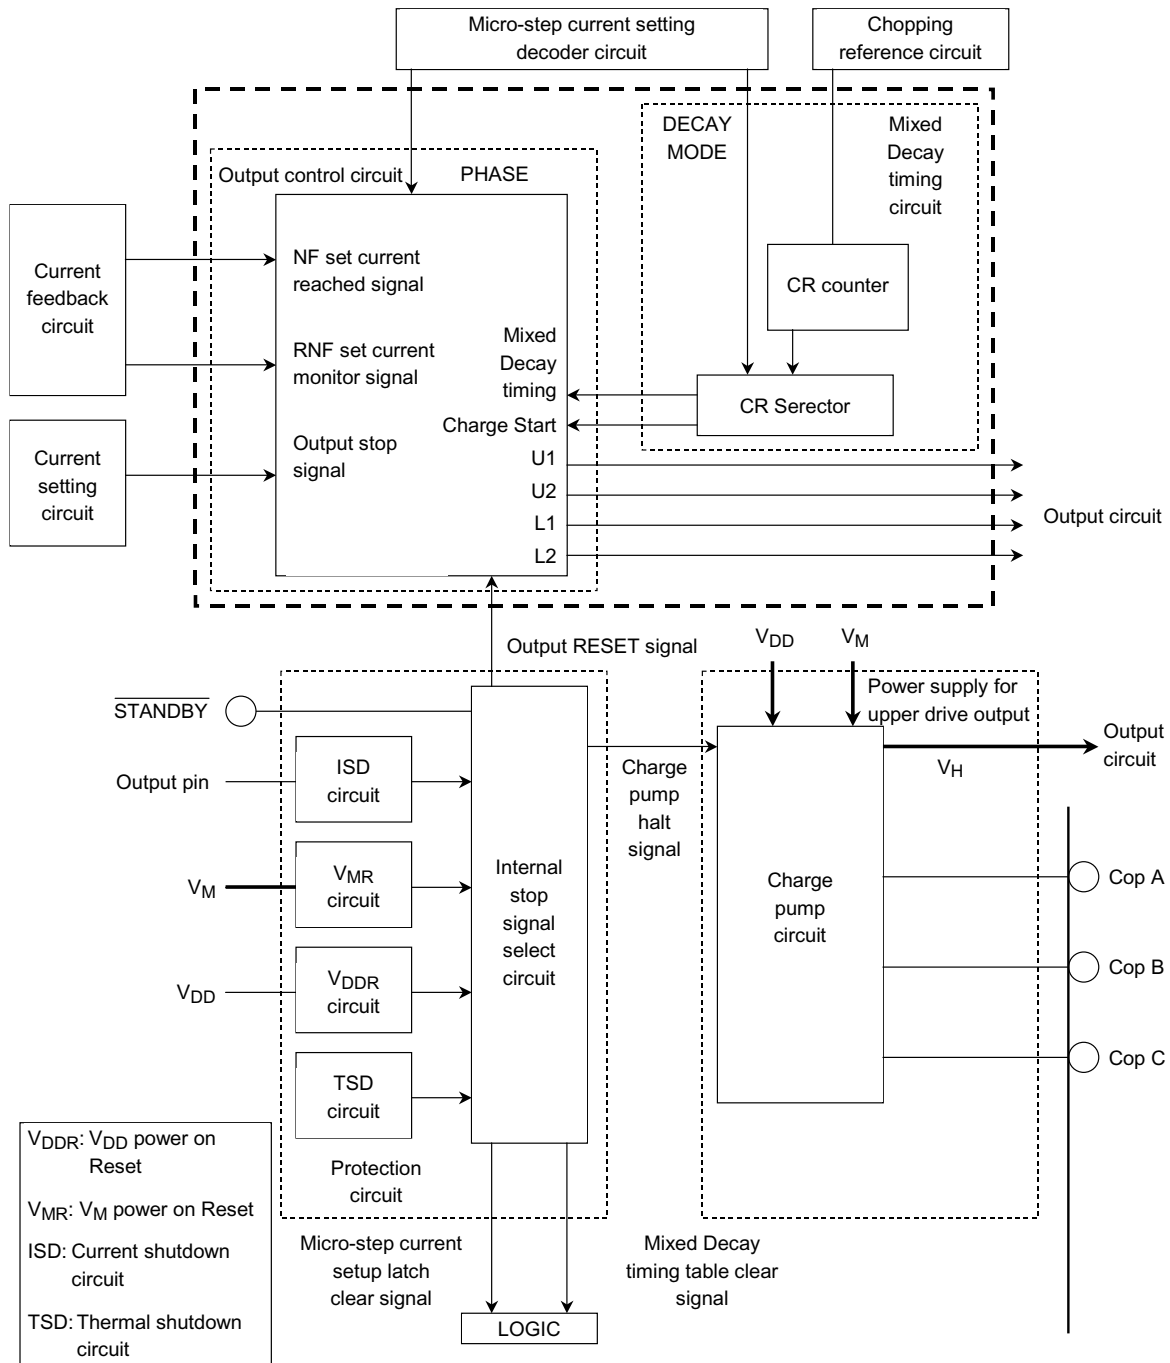 Micro-step current setting
decoder circuit
Chopping
reference circuit
DECAY
MODE
Mixed
Decay
timing
circuit
Output control circuit
PHASE
Current
feedback
circuit
NF set current
reached signal
CR counter
RNF set current
monitor signal
Mixed
Decay
timing
CR Serector
Charge Start
Current
setting
circuit
Output stop
signal
U1
U2
L1
L2
Output circuit
Output RESET signal
VDD
VM
STANDBY
Power supply for
upper drive output
Output
circuit
Output pin
ISD
circuit
Charge
pump
halt
signal
VH
VM
VMR
circuit
Internal
stop
signal
select
circuit
Charge
pump
circuit
Cop A
VDD
VDDR
circuit
Cop B
TSD
circuit
Cop C
Protection
circuit
VDDR: VDD power on
Reset
VMR: VM power on Reset
ISD: Current shutdown
circuit
TSD: Thermal shutdown
circuit
Micro-step current
setup latch
clear signal
Mixed Decay
timing table clear
signal
LOGIC